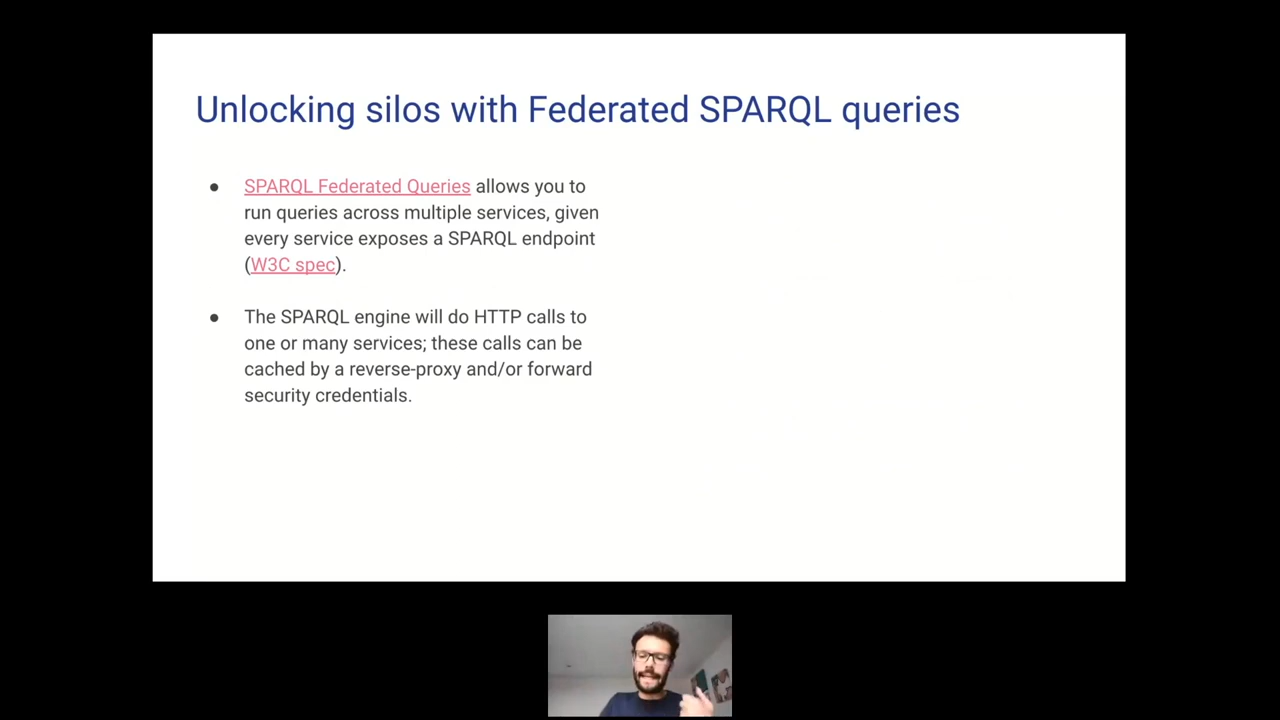 Unlocking silos with Federated SPARQL queries
● SPARQL Federated Queries allows you to
run queries across multiple services, given
every service exposes a SPARQL endpoint
(W3C spec).
● The SPARQL engine will do HTTP calls to
one or many services; these calls can be
cached by a reverse-proxy and/or forward
security credentials.